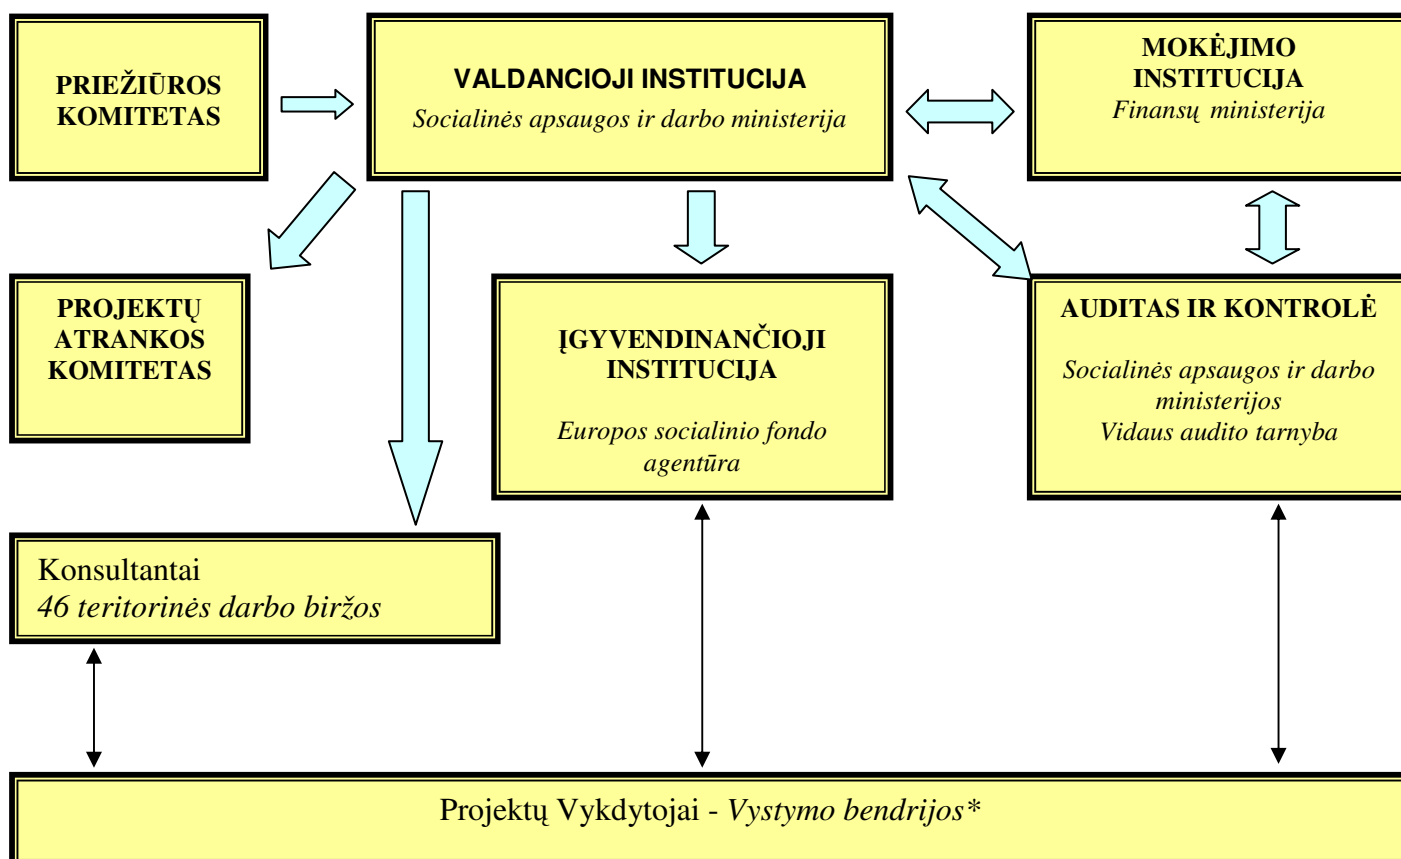 PRIEŽIŪROS
KOMITETAS
VALDANCIOJI INSTITUCIJA
Socialinės apsaugos ir darbo ministerija
MOKĖJIMO
INSTITUCIJA
Finansų ministerija
PROJEKTŲ
ATRANKOS
KOMITETAS
ĮGYVENDINANČIOJI
INSTITUCIJA
Europos socialinio fondo
agentūra
AUDITAS IR KONTROLĖ
Socialinės apsaugos ir darbo
ministerijos
Vidaus audito tarnyba
Konsultantai
46 teritorinės darbo biržos
Projektų Vykdytojai - Vystymo bendrijos*